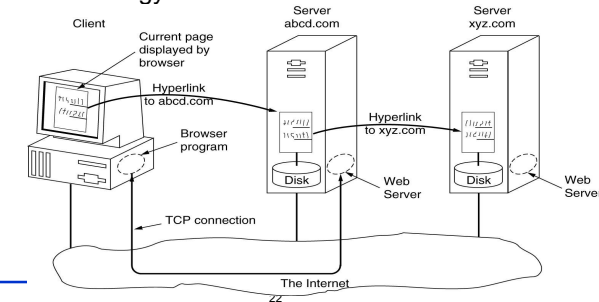 Client
Server
abcd.com
Server
xyz.com
Current page
displayed by
browser
Hyperlink
to abcd.com
Hyperlink
to xyz.com
Browser
program
Disk
Web
Server
Disk
Web
Serve
TCP connection
The Internet
22